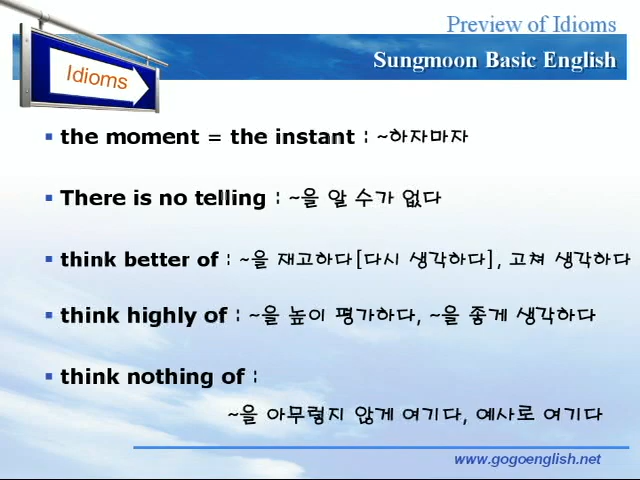 Preview of Idioms
Sungmoon Basic English
Idioms
the moment = the instant : ~하자마자
There is no telling : ~을 알 수가 없다
think better of : ~을 재고하다[다시 생각하다], 고쳐 생각하다
think highly of : ~을 높이 평가하다, ~을 좋게 생각하다
think nothing of :
~을 아무렇지 않게 여기다, 예사로 여기다
www.gogoenglish.net